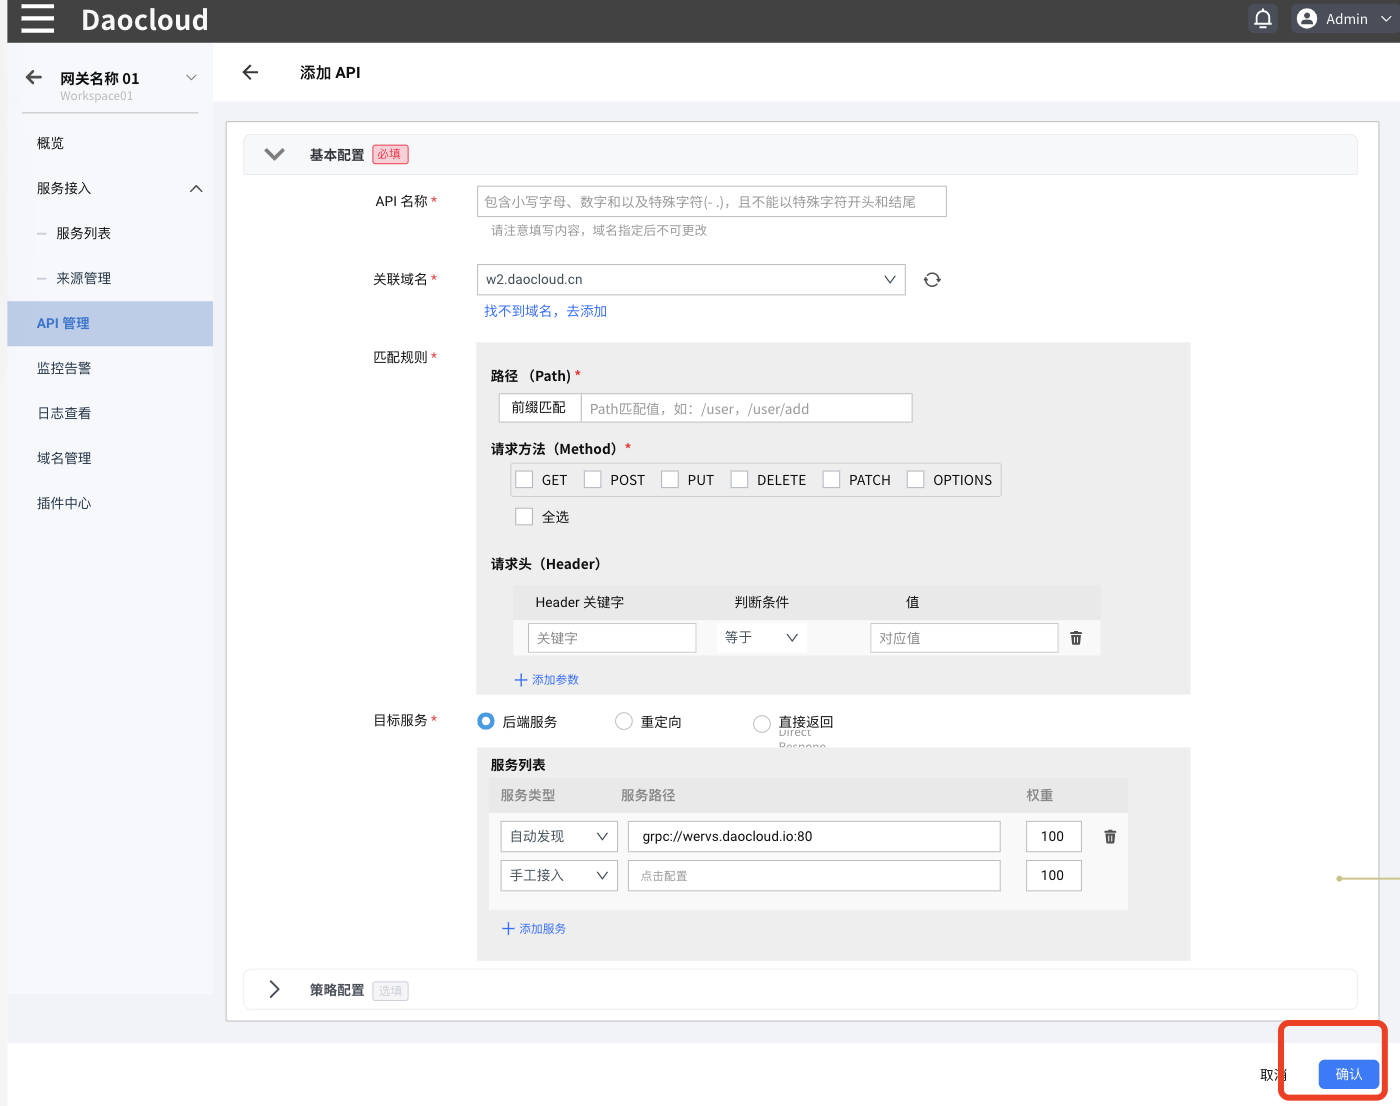 Daocloud
Admin
网关名称 01
Workspace01
概览
服务接入
服务列表
来源管理
API 管理
监控告警
日志查看
域名管理
插件中心
添加 API
基本配置 必填
API 名称 *
包含小写字母、数字和以及特殊字符(- .)，且不能以特殊字符开头和结尾
请注意填写内容，域名指定后不可更改
关联域名 *
w2.daocloud.cn
找不到域名，去添加
匹配规则 *
路径 （Path) *
前缀匹配 Path匹配值，如：/user，/user/add
请求方法（Method）*
GET POST PUT DELETE PATCH OPTIONS
全选
请求头（Header）
Header 关键字 判断条件 值
关键字 等于 对应值
添加参数
目标服务 * 后端服务 重定向 直接返回
Direct
Respone
服务列表
服务类型 服务路径 权重
自动发现 grpc://wervs.daocloud.io:80 100
手工接入 点击配置 100
添加服务
策略配置 选填
取消 确认